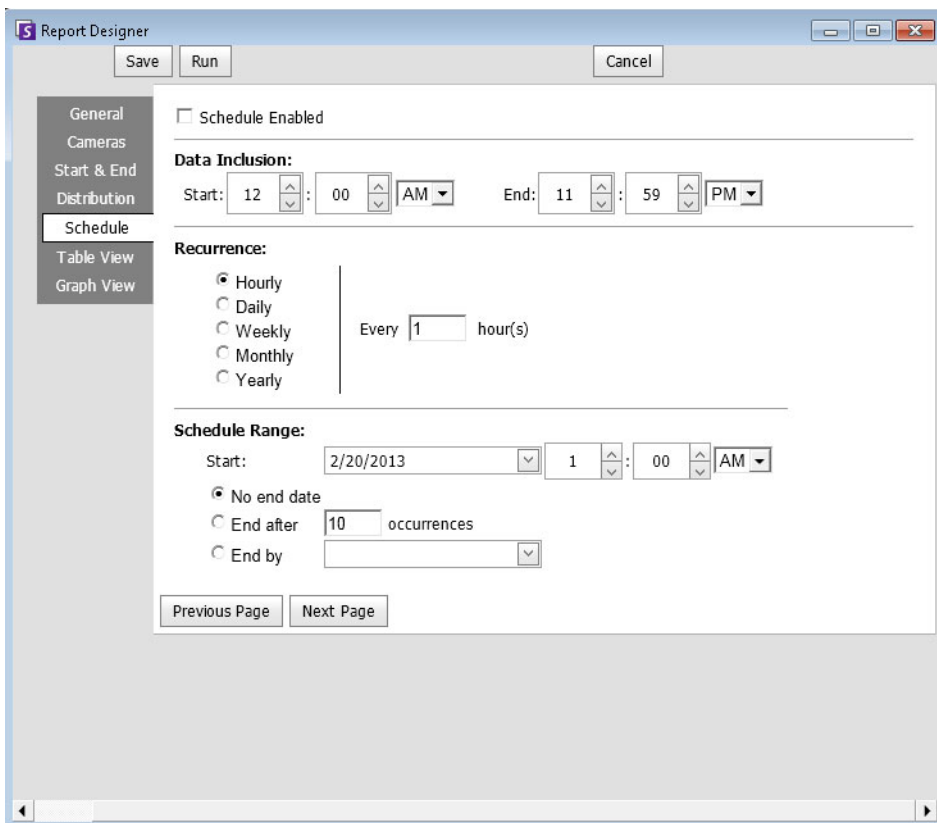 Report Designer
Save Run Cancel
General
Cameras
Start & End
Distribution
Schedule
Table View
Graph View
Schedule Enabled
Data Inclusion:
Start: 12 : 00 AM End: 11 : 59 PM
Recurrence:
Hourly
Daily
Weekly
Monthly
Yearly
Every 1 hour(s)
Schedule Range:
Start: 2/20/2013 1 : 00 AM
No end date
End after 10 occurrences
End by
Previous Page Next Page